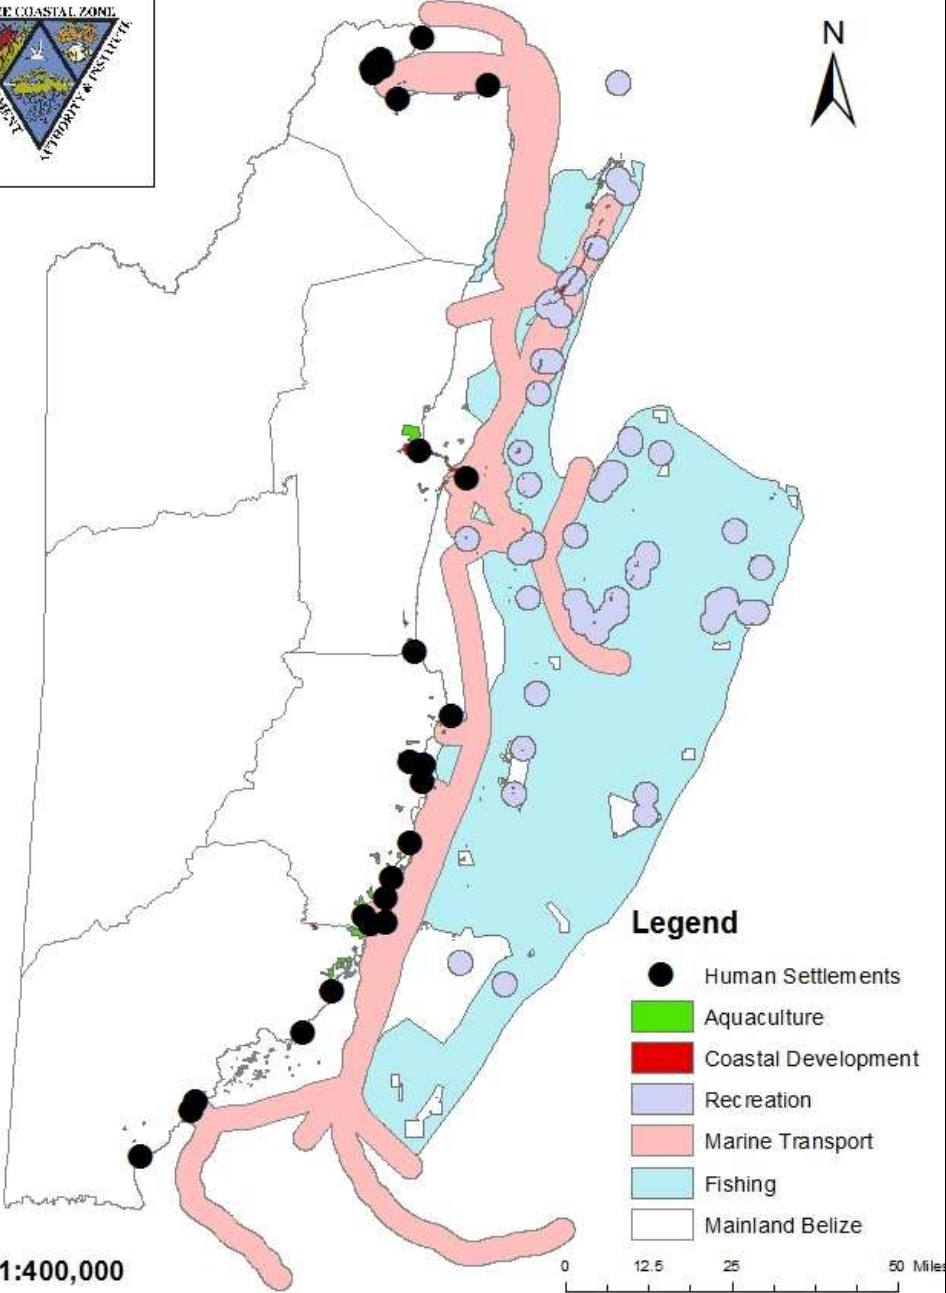 E COASTAL ZONE
AUTHORITY & INSTITUTE
MENT
N
Legend
Human Settlements
Aquaculture
Coastal Development
Recreation
Marine Transport
Fishing
Mainland Belize
1:400,000
0 12.5 25 50 Miles